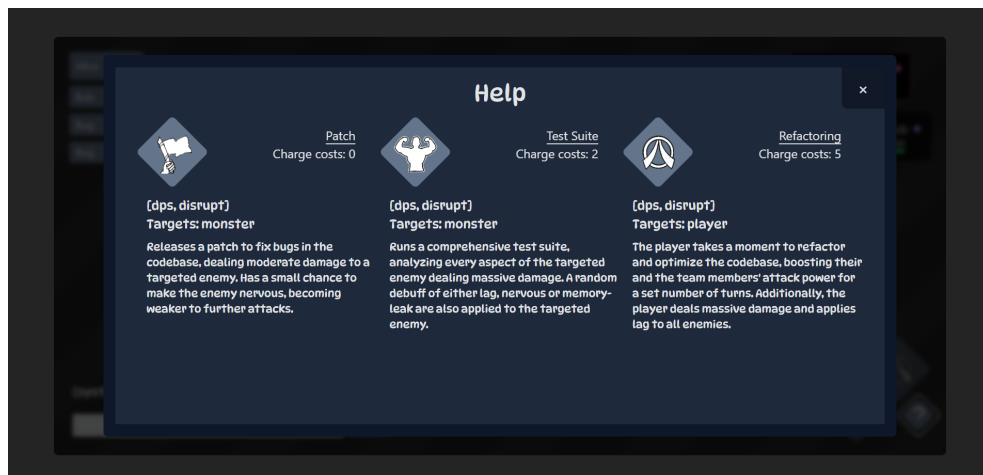 Help
×
Patch
Charge costs: 0
(dps, disrupt)
Targets: monster
Releases a patch to fix bugs in the
codebase, dealing moderate damage to a
targeted enemy. Has a small chance to
make the enemy nervous, becoming
weaker to further attacks.
Test Suite
Charge costs: 2
(dps, disrupt)
Targets: monster
Runs a comprehensive test suite,
analyzing every aspect of the targeted
enemy dealing massive damage. A random
debuff of either lag, nervous or memory-
leak are also applied to the targeted
enemy.
Refactoring
Charge costs: 5
(dps, disrupt)
Targets: player
The player takes a moment to refactor
and optimize the codebase, boosting their
and the team members' attack power for
a set number of turns. Additionally, the
player deals massive damage and applies
lag to all enemies.